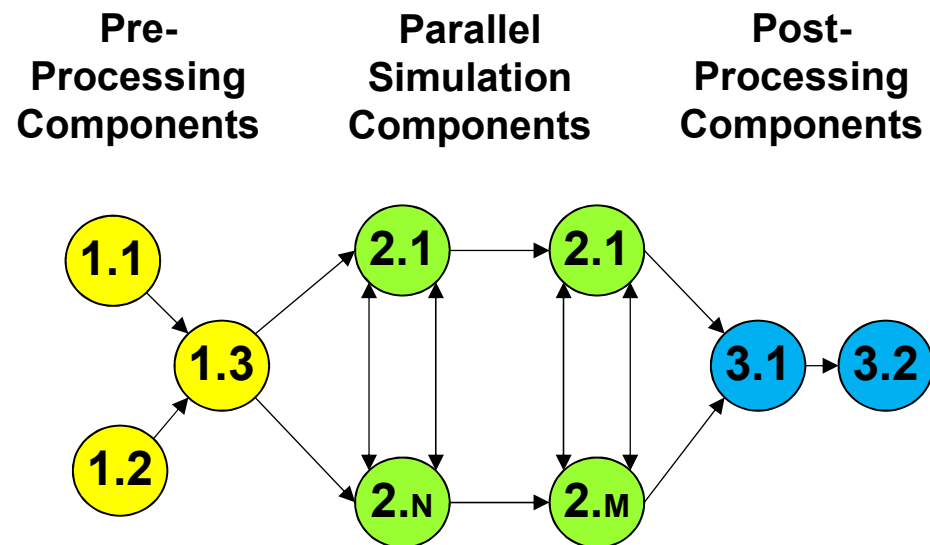 Pre-
Processing
Components
Parallel
Simulation
Components
Post-
Processing
Components
1.1
1.2
1.3
2.1
2.N
2.1
2.M
3.1
3.2